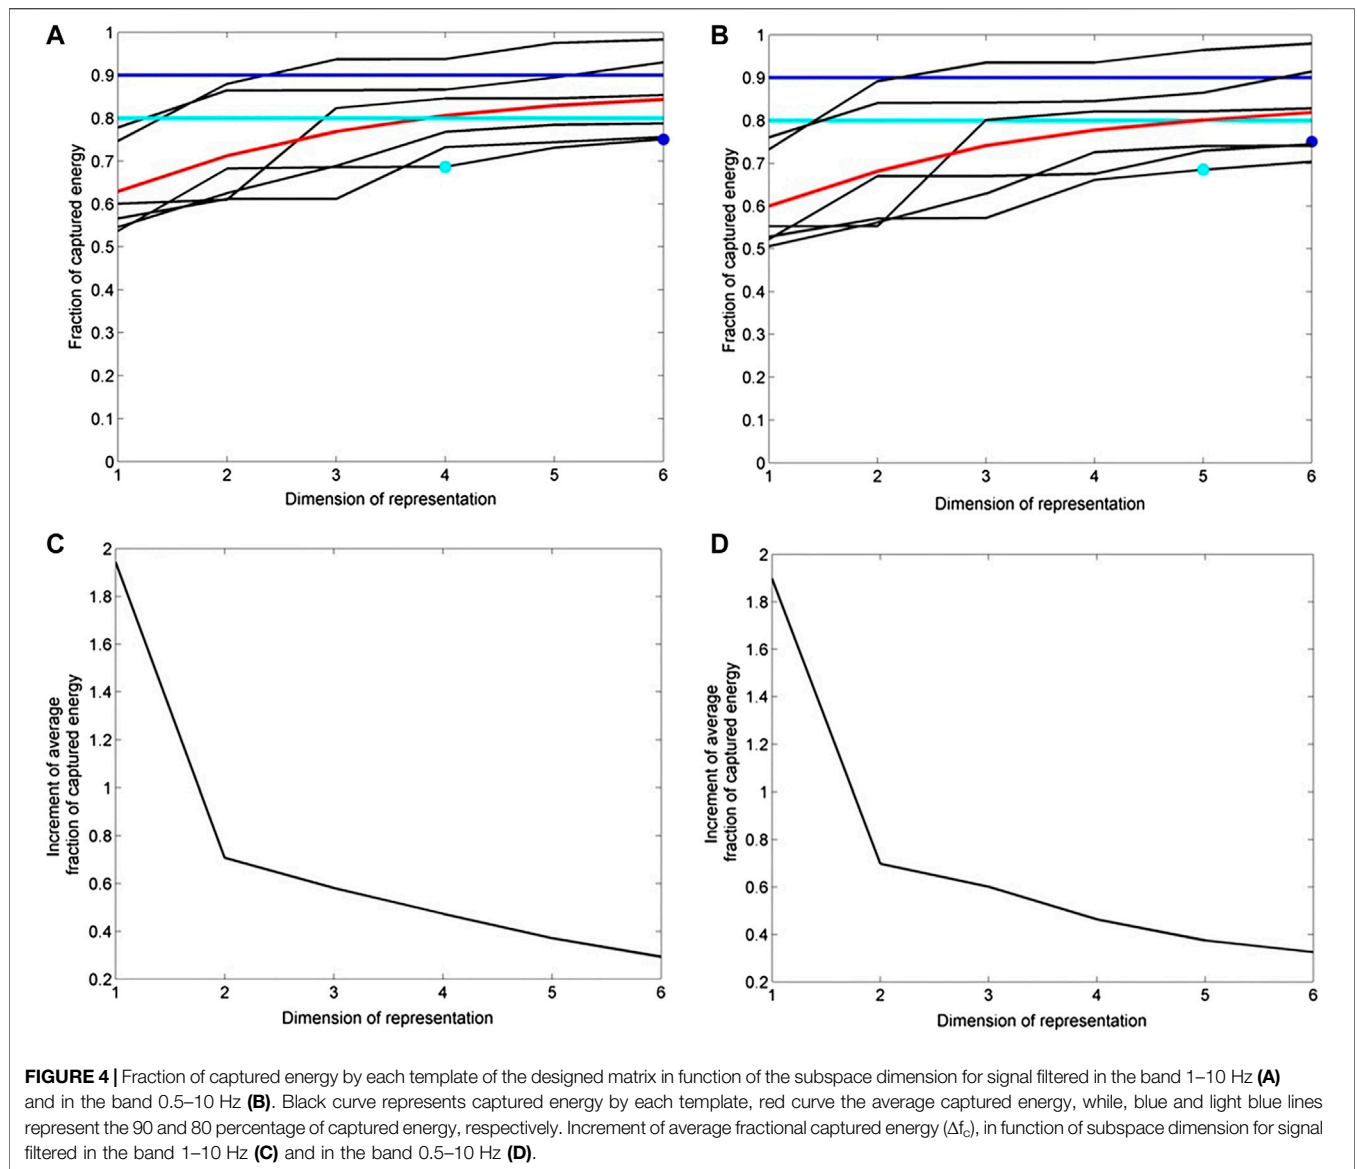 A
1
0.9
0.8
0.7
0.6
0.5
0.4
0.3
0.2
0.1
0
1 2 3 4 5 6
Fraction of captured energy
Dimension of representation
B
1
0.9
0.8
0.7
0.6
0.5
0.4
0.3
0.2
0.1
0
1 2 3 4 5 6
Fraction of captured energy
Dimension of representation
C
2
1.8
1.6
1.4
1.2
1
0.8
0.6
0.4
0.2
1 2 3 4 5 6
Increment of average
fraction of captured energy
Dimension of representation
D
2
1.8
1.6
1.4
1.2
1
0.8
0.6
0.4
0.2
1 2 3 4 5 6
Increment of average
fraction of captured energy
Dimension of representation
FIGURE 4 | Fraction of captured energy by each template of the designed matrix in function of the subspace dimension for signal filtered in the band 1–10 Hz (A)
and in the band 0.5–10 Hz (B). Black curve represents captured energy by each template, red curve the average captured energy, while, blue and light blue lines
represent the 90 and 80 percentage of captured energy, respectively. Increment of average fractional captured energy (Δfc), in function of subspace dimension for signal
filtered in the band 1–10 Hz (C) and in the band 0.5–10 Hz (D).